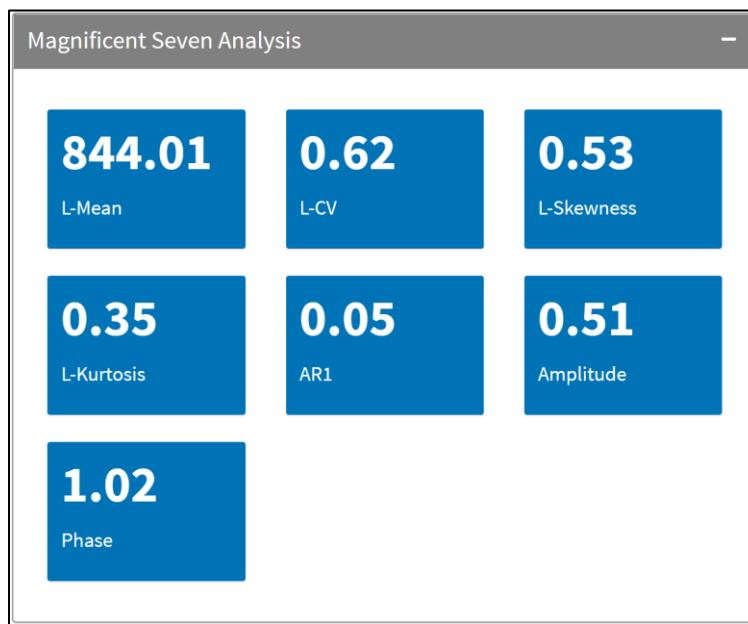 Magnificent Seven Analysis
844.01
L-Mean
0.62
L-CV
0.53
L-Skewness
0.35
L-Kurtosis
0.05
AR1
0.51
Amplitude
1.02
Phase